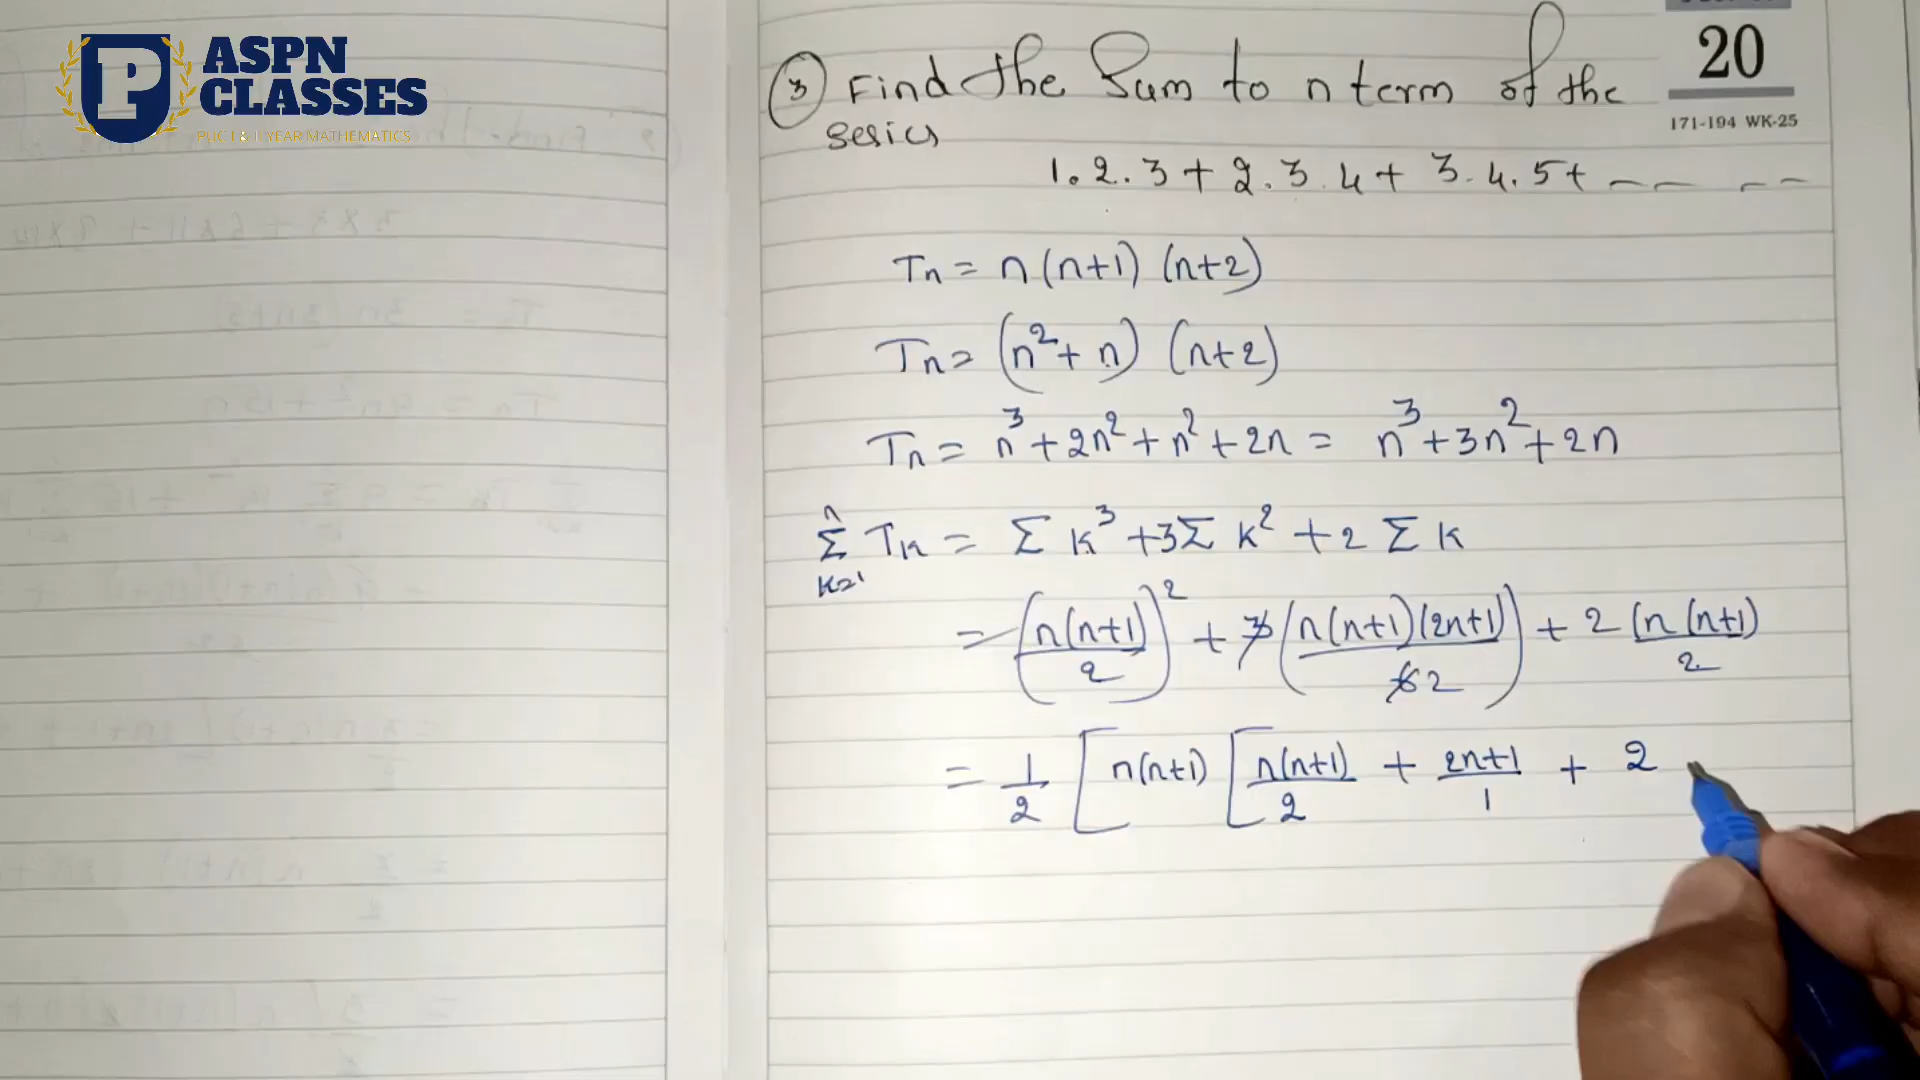 ASPN
CLASSES
P
PUC I & II YEAR MATHEMATICS
20
171-194 WK-25
3 Find the Sum to n term of the
series
1.2.3 + 2.3.4 + 3.4.5 + -- --
Tn = n(n+1)(n+2)
Tn = (n²+n)(n+2)
Tn = n³+2n²+n²+2n = n³+3n²+2n
n
Σ Tk = Σ k³ + 3Σ k² + 2 Σ k
k=1
= (n(n+1)/2)² + 3(n(n+1)(2n+1)/6 2) + 2(n(n+1)/2
= 1/2 [n(n+1) [n(n+1)/2 + 2n+1/1 + 2